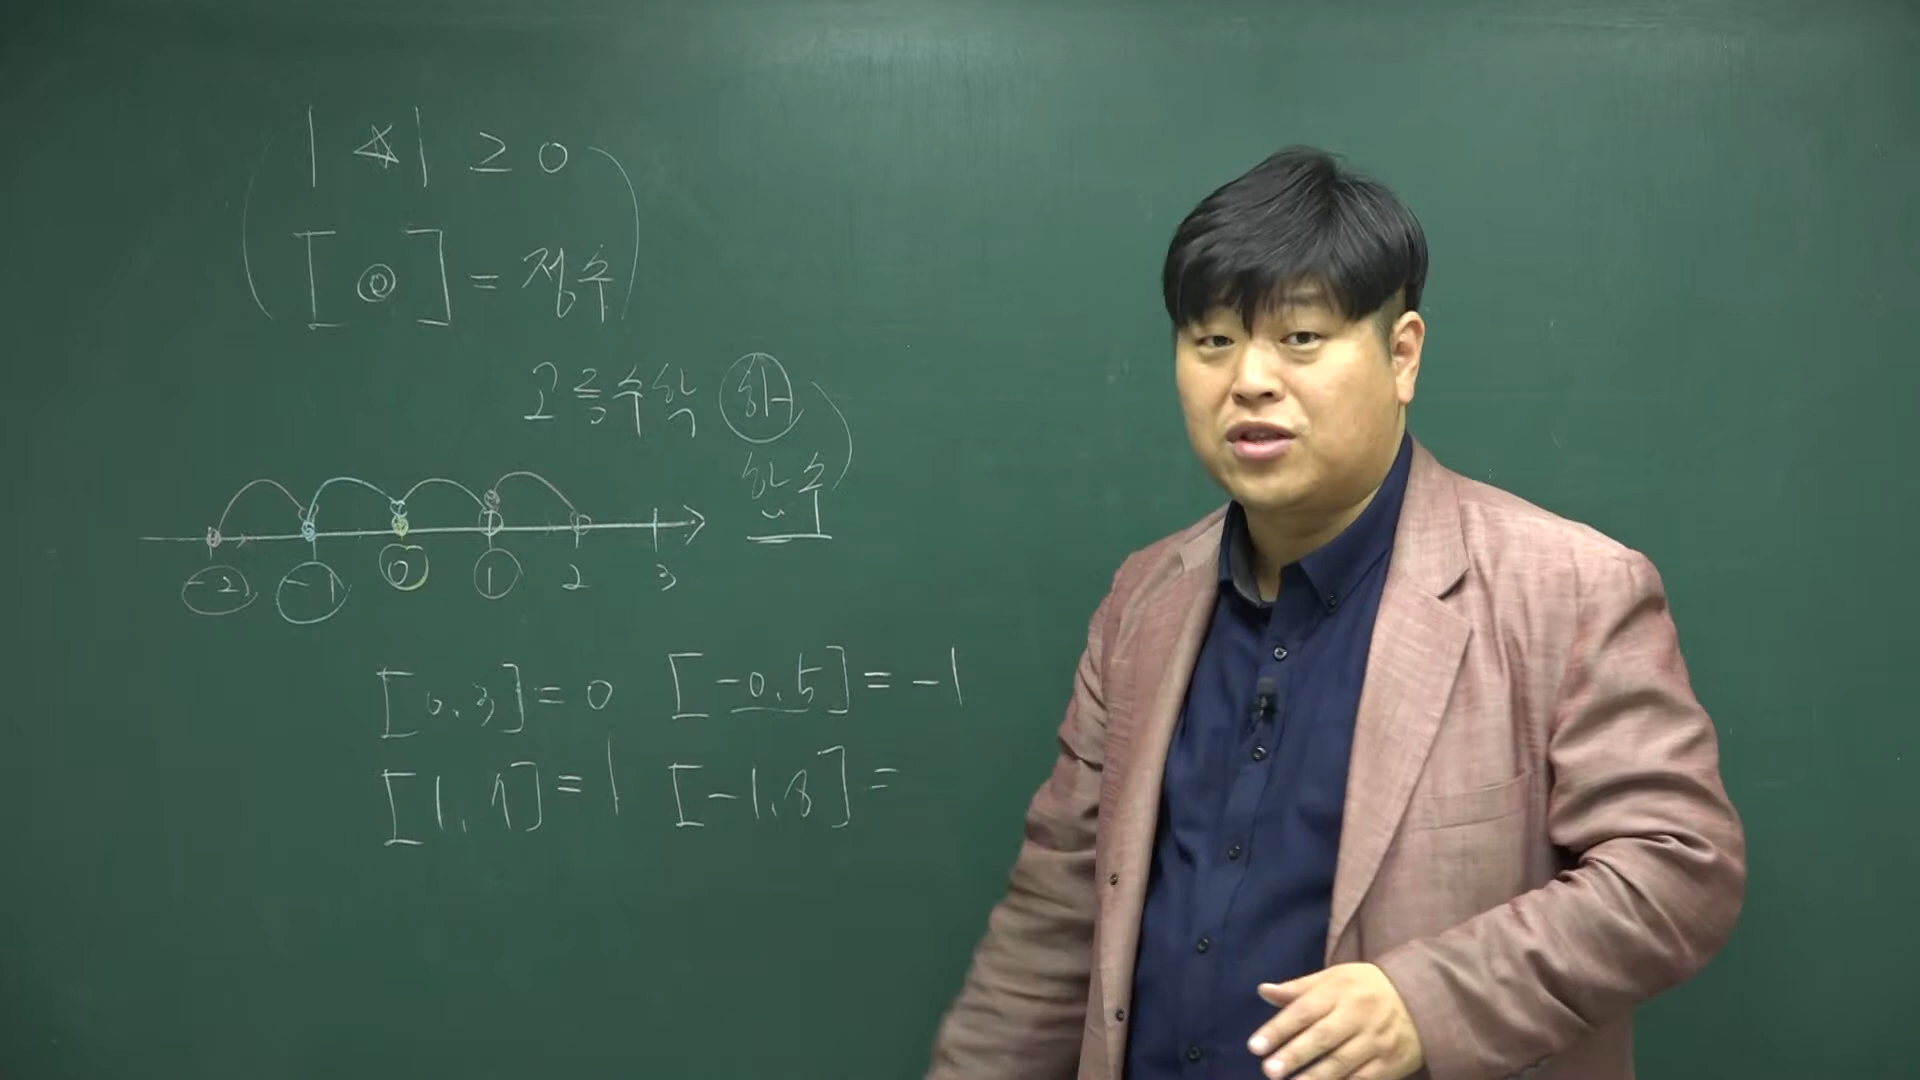 | ☆ | ≥ 0
[ ◎ ] = 정수
고등수학 하
함수
-2 -1 0 1 2 3
[0.3] = 0 [-0.5] = -1
[1.7] = 1 [-1.8] =